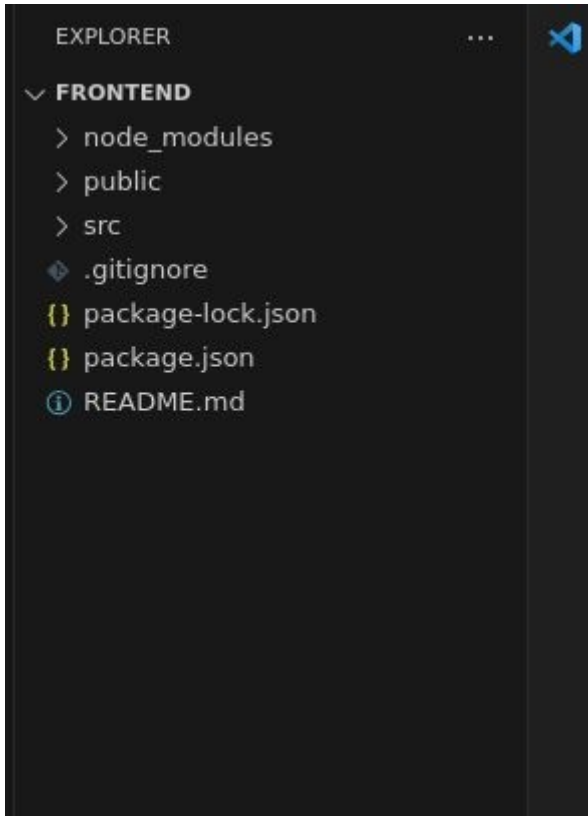 EXPLORER
FRONTEND
node_modules
public
src
.gitignore
package-lock.json
package.json
README.md